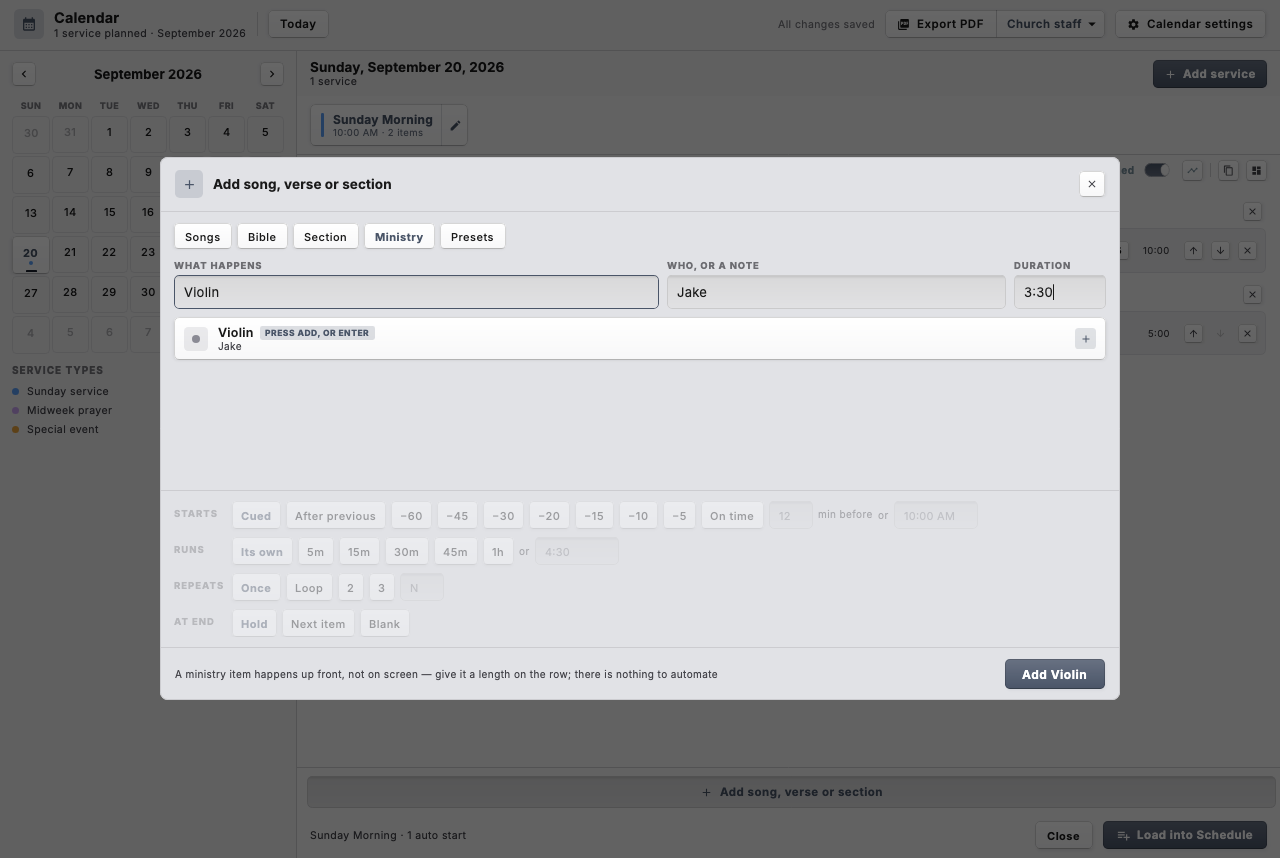 Calendar
1 service planned · September 2026
Today
All changes saved
Export PDF
Church staff
Calendar settings
September 2026
SUN MON TUE WED THU FRI SAT
30 31 1 2 3 4 5
6 7 8 9
13 14 15 16
20 21 22 23
27 28 29 30
4 5 6 7
SERVICE TYPES
Sunday service
Midweek prayer
Special event
Sunday, September 20, 2026
1 service
+ Add service
Sunday Morning
10:00 AM · 2 items
ed
10:00
5:00
+ Add song, verse or section
Songs Bible Section Ministry Presets
WHAT HAPPENS WHO, OR A NOTE DURATION
Violin Jake 3:30
Violin PRESS ADD, OR ENTER
Jake
STARTS Cued After previous −60 −45 −30 −20 −15 −10 −5 On time 12 min before or 10:00 AM
RUNS Its own 5m 15m 30m 45m 1h or 4:30
REPEATS Once Loop 2 3 N
AT END Hold Next item Blank
A ministry item happens up front, not on screen — give it a length on the row; there is nothing to automate
Add Violin
+ Add song, verse or section
Sunday Morning · 1 auto start
Close
Load into Schedule